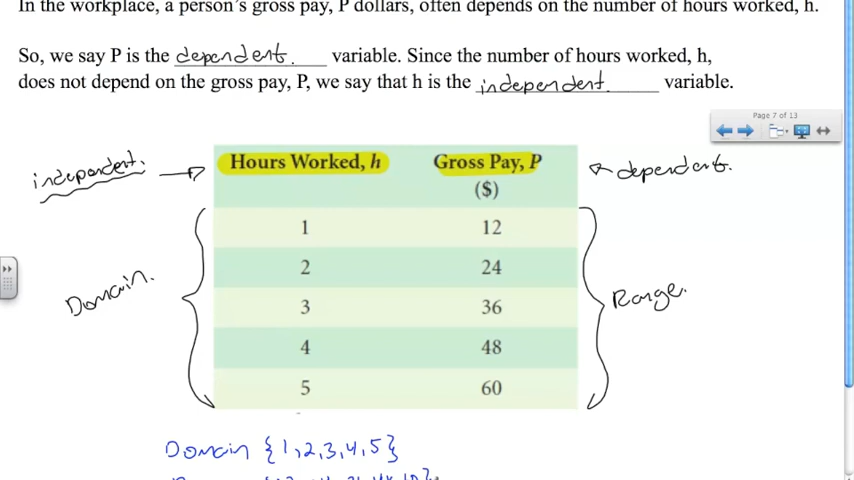 In the workplace, a person's gross pay, P dollars, often depends on the number of hours worked, h.
So, we say P is the dependent. variable. Since the number of hours worked, h,
does not depend on the gross pay, P, we say that h is the independent variable.
Page 7 of 13
independent. Hours Worked, h Gross Pay, P dependent.
($)
1 12
2 24
Domain. 3 36 Range.
4 48
5 60
Domain {1,2,3,4,5}